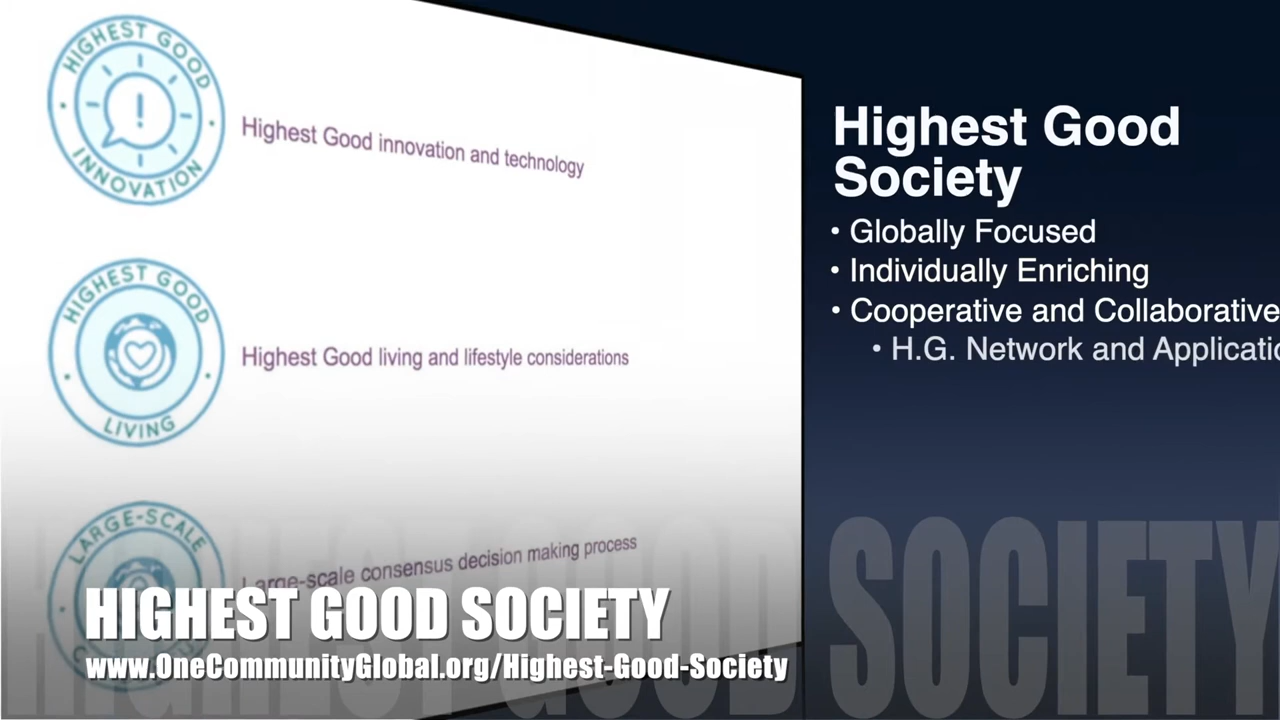 HIGHEST GOOD
INNOVATION
Highest Good innovation and technology
HIGHEST GOOD
LIVING
Highest Good living and lifestyle considerations
LARGE-SCALE
Large-scale consensus decision making process
Highest Good
Society
• Globally Focused
• Individually Enriching
• Cooperative and Collaborative
• H.G. Network and Applicatio
HIGHEST GOOD SOCIETY
HIGHEST GOOD SOCIETY
www.OneCommunityGlobal.org/Highest-Good-Society